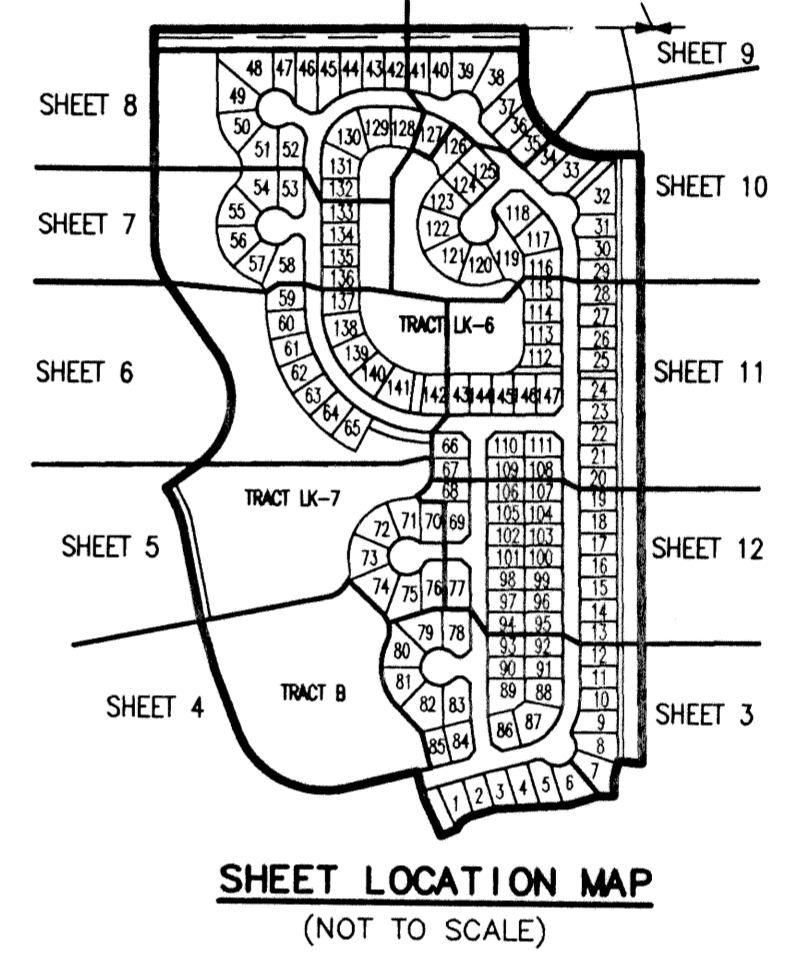 SHEET 9
48 47 46 45 44 43 42 41 40 39 38
SHEET 8
49 37
50 130 129 128 127 36
51 52 126 35
131 125 34 33
54 53 132 124 32
SHEET 10
SHEET 7
55 133 123 118 31
56 134 122 117 30
57 58 135 121 120 119 116 29
136 115 28
59 137 114 27
60 138 TRACT LK-6 113 26
61 139 112 25
SHEET 6
SHEET 11
62 140 141 142 43 144 145 146 147 24
63 23
64 65 66 110 111 22
67 109 108 21
68 106 107 20
TRACT LK-7
19
72 71 70 69 105 104 18
SHEET 5
73 102 103 17
SHEET 12
101 100 16
74 75 76 77 98 99 15
97 96 14
94 95 13
79 78 93 92 12
80 90 91 11
81 TRACT B 89 88 10
SHEET 4
82 83 86 87 9
SHEET 3
85 84 8
1 2 3 4 5 6 7
SHEET LOCATION MAP
(NOT TO SCALE)